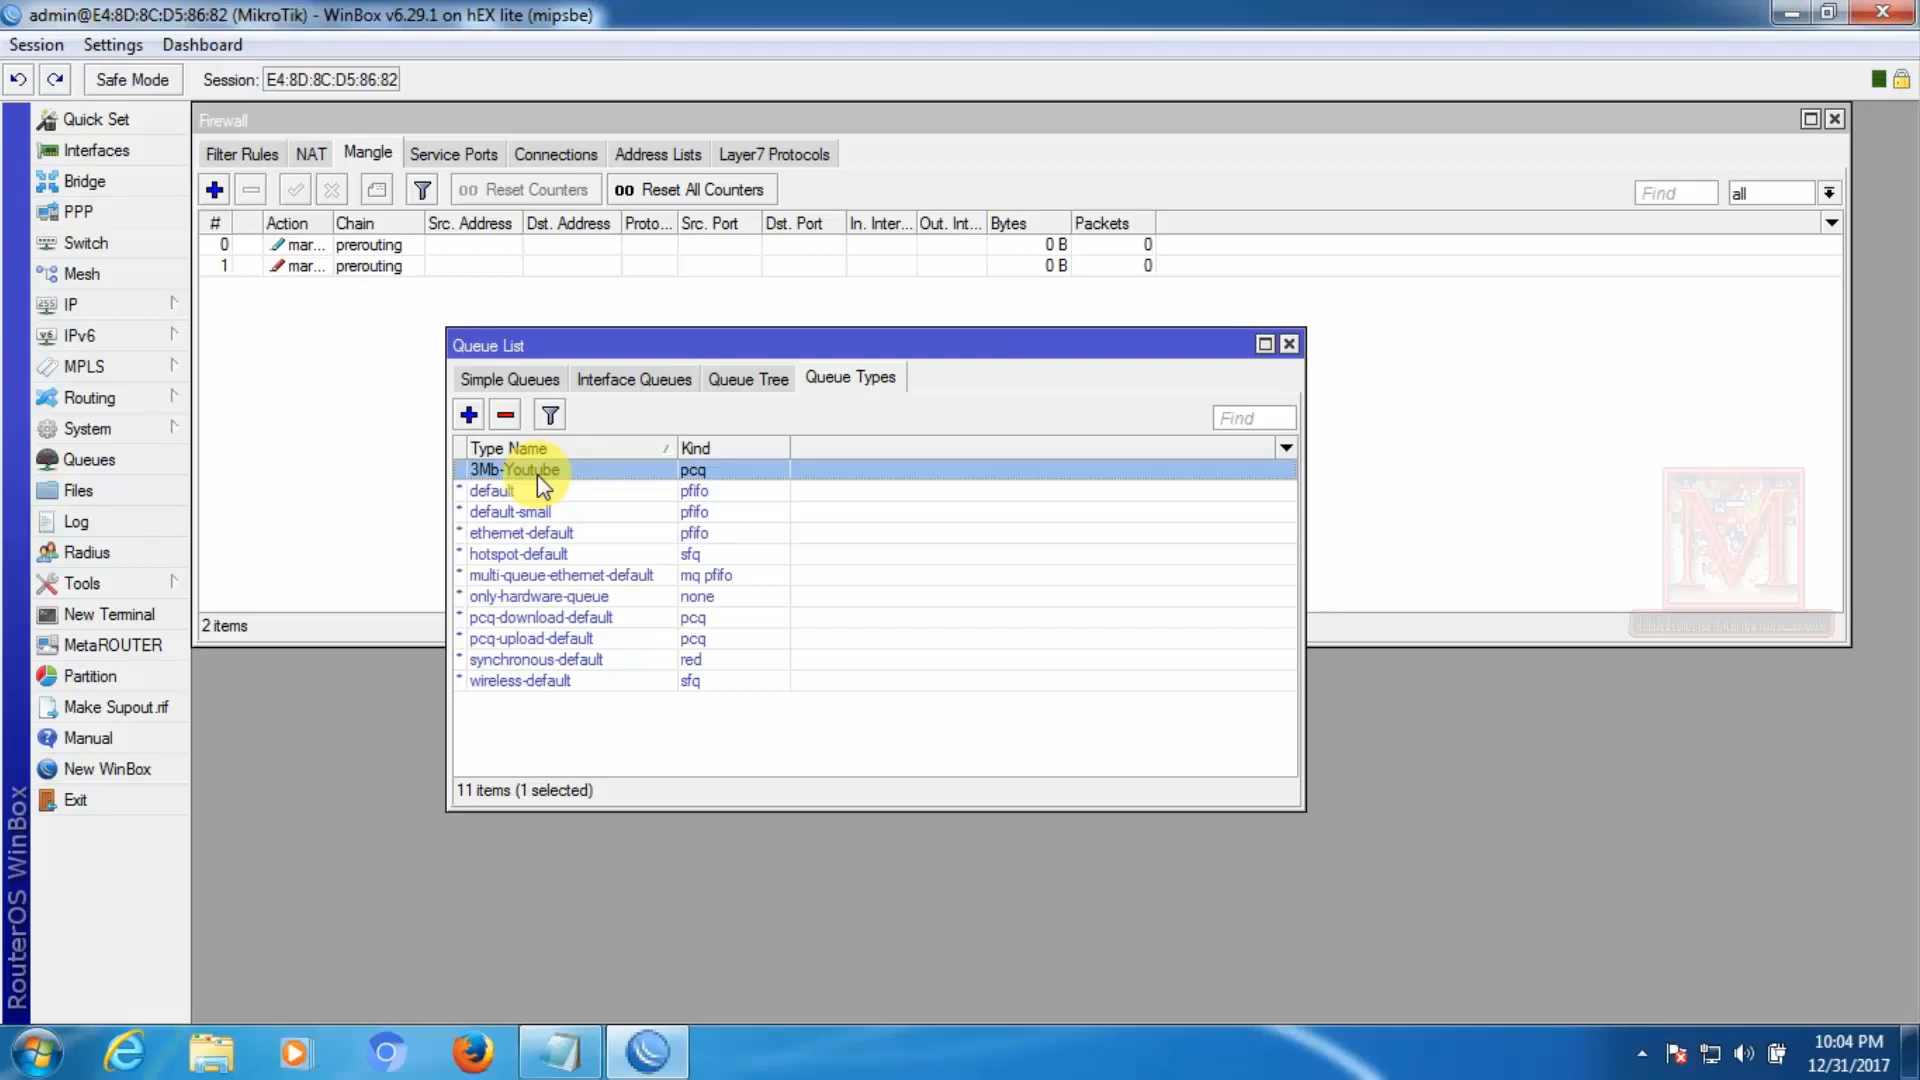 admin@E4:8D:8C:D5:86:82 (MikroTik) - WinBox v6.29.1 on hEX lite (mipsbe)
Session Settings Dashboard
Safe Mode Session: E4:8D:8C:D5:86:82
Quick Set
Interfaces
Bridge
PPP
Switch
Mesh
IP
IPv6
MPLS
Routing
System
Queues
Files
Log
Radius
Tools
New Terminal
MetaROUTER
Partition
Make Supout.rif
Manual
New WinBox
Exit
RouterOS WinBox
Firewall
Filter Rules NAT Mangle Service Ports Connections Address Lists Layer7 Protocols
00 Reset Counters 00 Reset All Counters Find all
# Action Chain Src. Address Dst. Address Proto... Src. Port Dst. Port In. Inter... Out. Int... Bytes Packets
0 mar... prerouting 0 B 0
1 mar... prerouting 0 B 0
2 items
Queue List
Simple Queues Interface Queues Queue Tree Queue Types
Find
Type Name Kind
3Mb-Youtube pcq
* default pfifo
* default-small pfifo
* ethernet-default pfifo
* hotspot-default sfq
* multi-queue-ethernet-default mq pfifo
* only-hardware-queue none
* pcq-download-default pcq
* pcq-upload-default pcq
* synchronous-default red
* wireless-default sfq
11 items (1 selected)
M
10:04 PM
12/31/2017